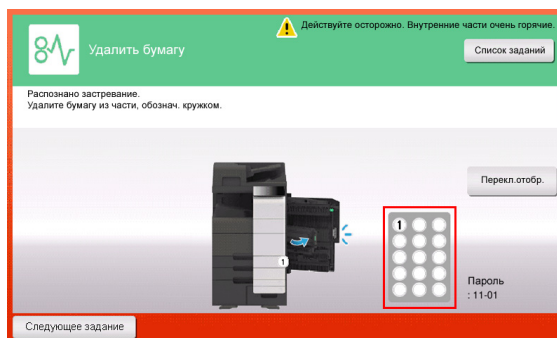 Действуйте осторожно. Внутренние части очень горячие.
Удалить бумагу
Список заданий
Распознано застревание.
Удалите бумагу из части, обознач. кружком.
Перекл.отобр.
1
1
Пароль
: 11-01
Следующее задание